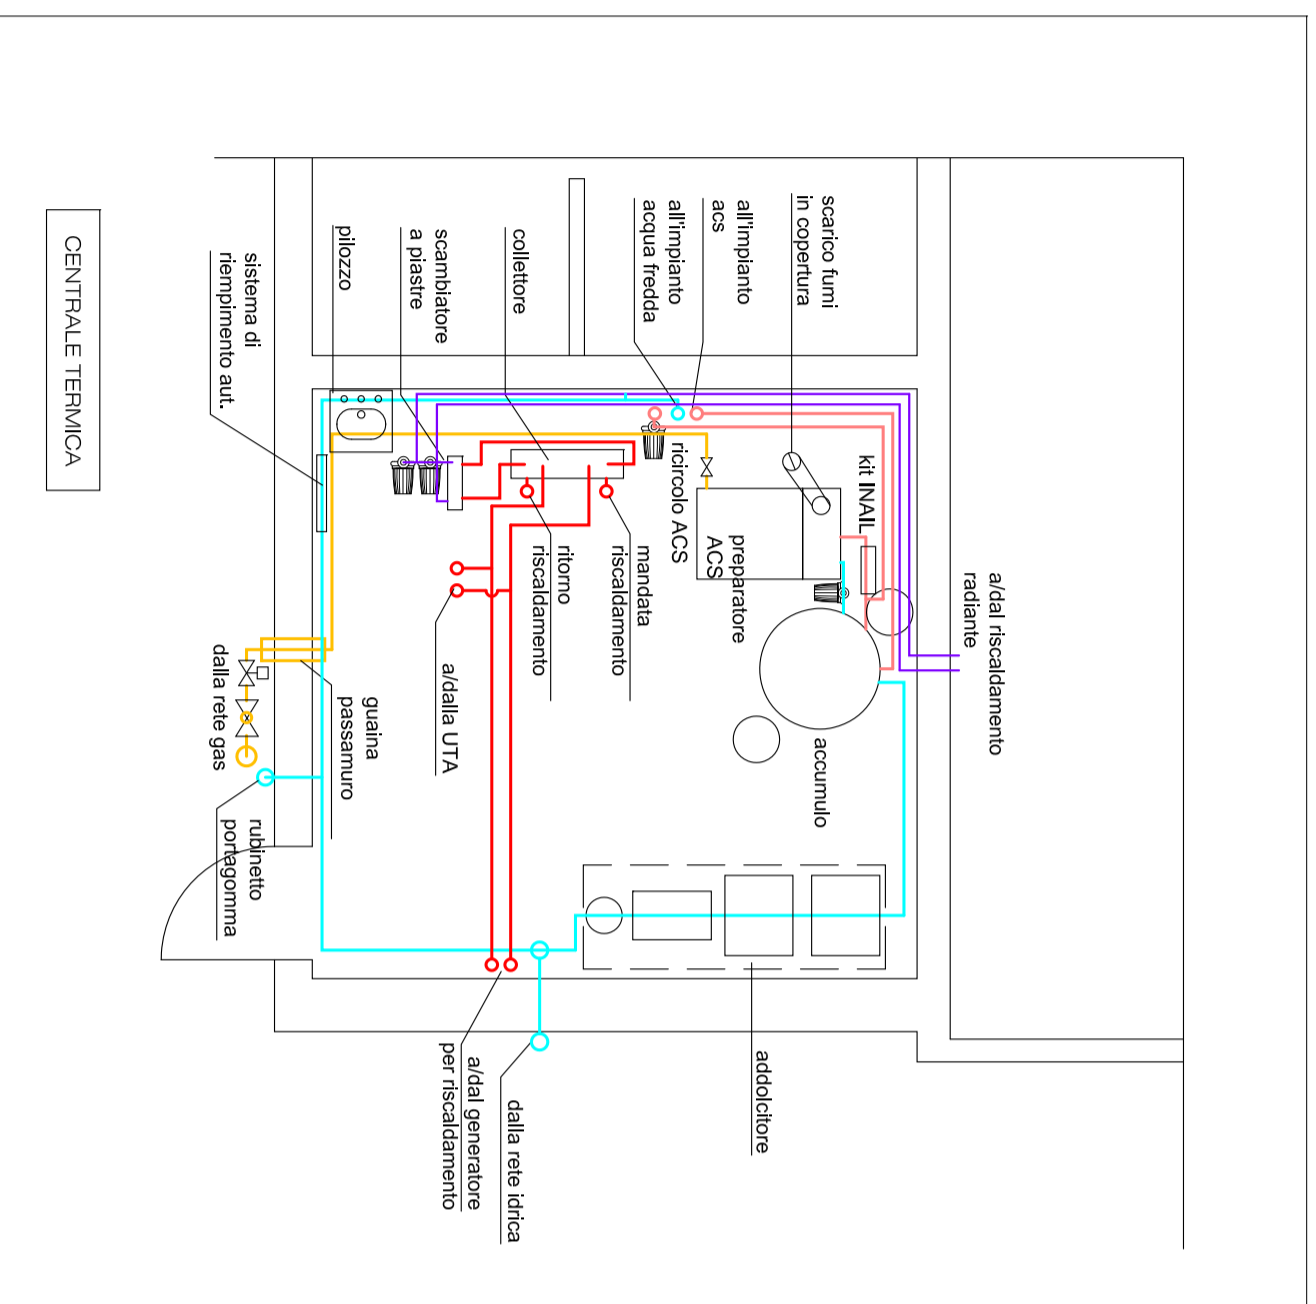 a/dal riscaldamento
radiante
scarico fumi
in copertura
all'impianto
acs
all'impianto
acqua fredda
collettore
scambiatore
a piastre
pilozzo
sistema di
riempimento aut.
CENTRALE TERMICA
kit INAIL
ricircolo ACS
preparatore
ACS
mandata
riscaldamento
ritorno
riscaldamento
a/dalla UTA
guaina
passamuro
dalla rete gas
accumulo
rubinetto
portagomma
addolcitore
dalla rete idrica
a/dal generatore
per riscaldamento